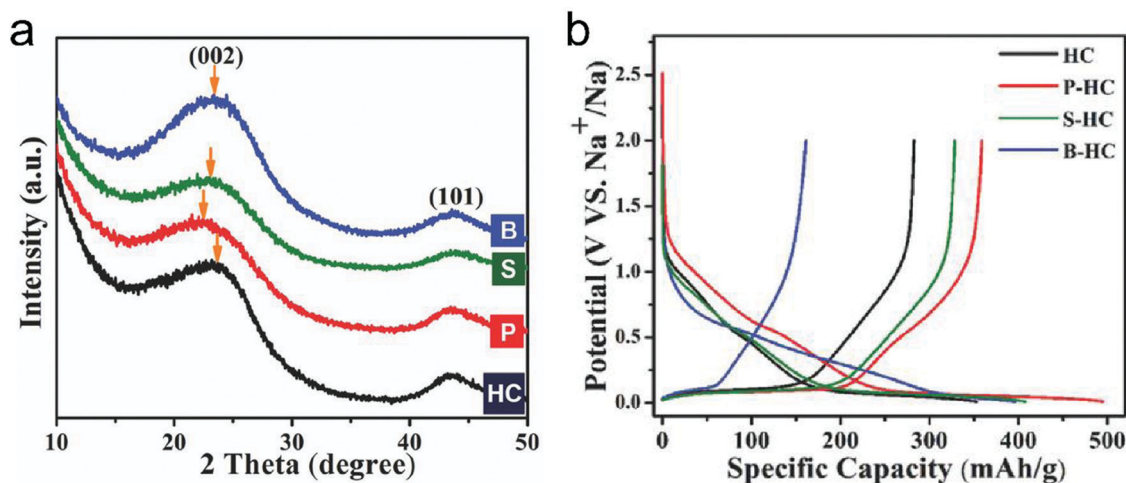 a
(002)
(101)
B
S
P
HC
Intensity (a.u.)
10 20 30 40 50
2 Theta (degree)
b
HC
P-HC
S-HC
B-HC
2.5
2.0
1.5
1.0
0.5
0.0
Potential (V VS. Na⁺/Na)
0 100 200 300 400 500
Specific Capacity (mAh/g)